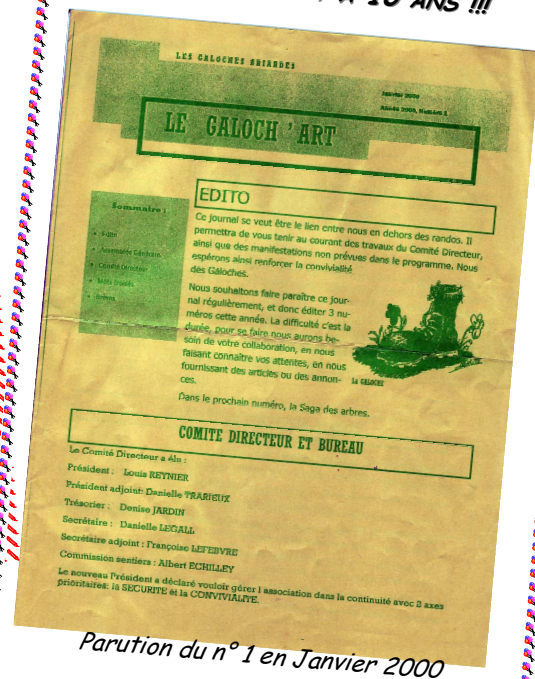 A 10 ANS !!!
LES GALOCHES BRIARDES
Janvier 2000
Année 2000, Numéro 1
LE GALOCH'ART
Sommaire :
• Edito
• Assemblée Générale
• Comité Directeur
EDITO
Ce journal se veut être le lien entre nous en dehors des randos. Il
permettra de vous tenir au courant des travaux du Comité Directeur,
ainsi que des manifestations non prévues dans le programme. Nous
espérons ainsi renforcer la convivialité
des Galoches.
Nous souhaitons faire paraître ce jour-
nal régulièrement, et donc éditer 3 nu-
méros cette année. La difficulté c'est la
durée, pour se faire nous aurons be-
soin de votre collaboration, en nous
faisant connaître vos attentes, en nous
fournissant des articles ou des annon-
ces.
La GALOCHE
Dans le prochain numéro, la Saga des arbres.
COMITE DIRECTEUR ET BUREAU
Le Comité Directeur a élu :
Président : Louis REYNIER
Président adjoint: Danielle TRARIEUX
Trésorier : Denise JARDIN
Secrétaire : Danielle LEGALL
Secrétaire adjoint : Françoise LEFEBVRE
Commission sentiers : Albert ECHILLEY
Le nouveau Président a déclaré vouloir gérer l'association dans la continuité avec 2 axes
prioritaires: la SECURITE et la CONVIVIALITE.
Parution du n° 1 en Janvier 2000